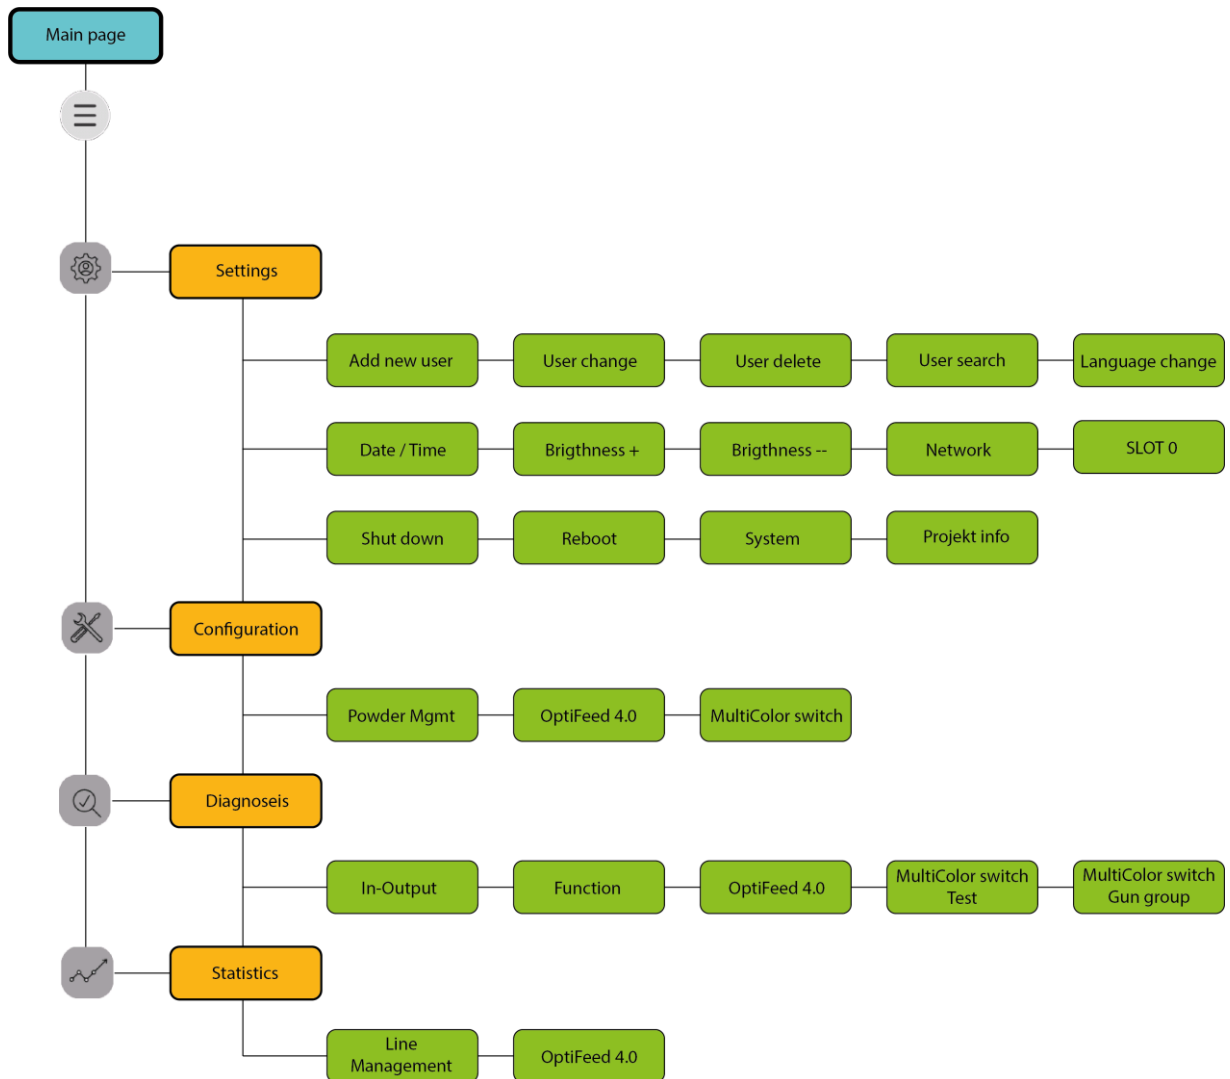 Main page
Settings
Add new user
User change
User delete
User search
Language change
Date / Time
Brigthness +
Brigthness --
Network
SLOT 0
Shut down
Reboot
System
Projekt info
Configuration
Powder Mgmt
OptiFeed 4.0
MultiColor switch
Diagnoseis
In-Output
Function
OptiFeed 4.0
MultiColor switch
Test
MultiColor switch
Gun group
Statistics
Line
Management
OptiFeed 4.0